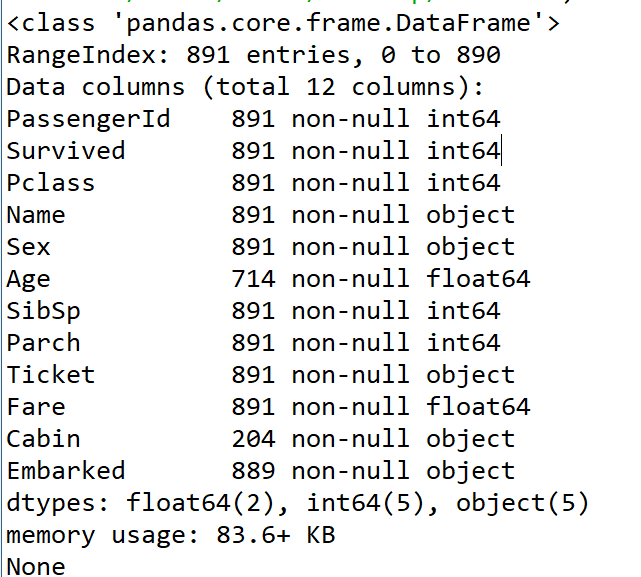 <class 'pandas.core.frame.DataFrame'>
RangeIndex: 891 entries, 0 to 890
Data columns (total 12 columns):
PassengerId    891 non-null int64
Survived       891 non-null int64
Pclass         891 non-null int64
Name           891 non-null object
Sex            891 non-null object
Age            714 non-null float64
SibSp          891 non-null int64
Parch          891 non-null int64
Ticket         891 non-null object
Fare           891 non-null float64
Cabin          204 non-null object
Embarked       889 non-null object
dtypes: float64(2), int64(5), object(5)
memory usage: 83.6+ KB
None